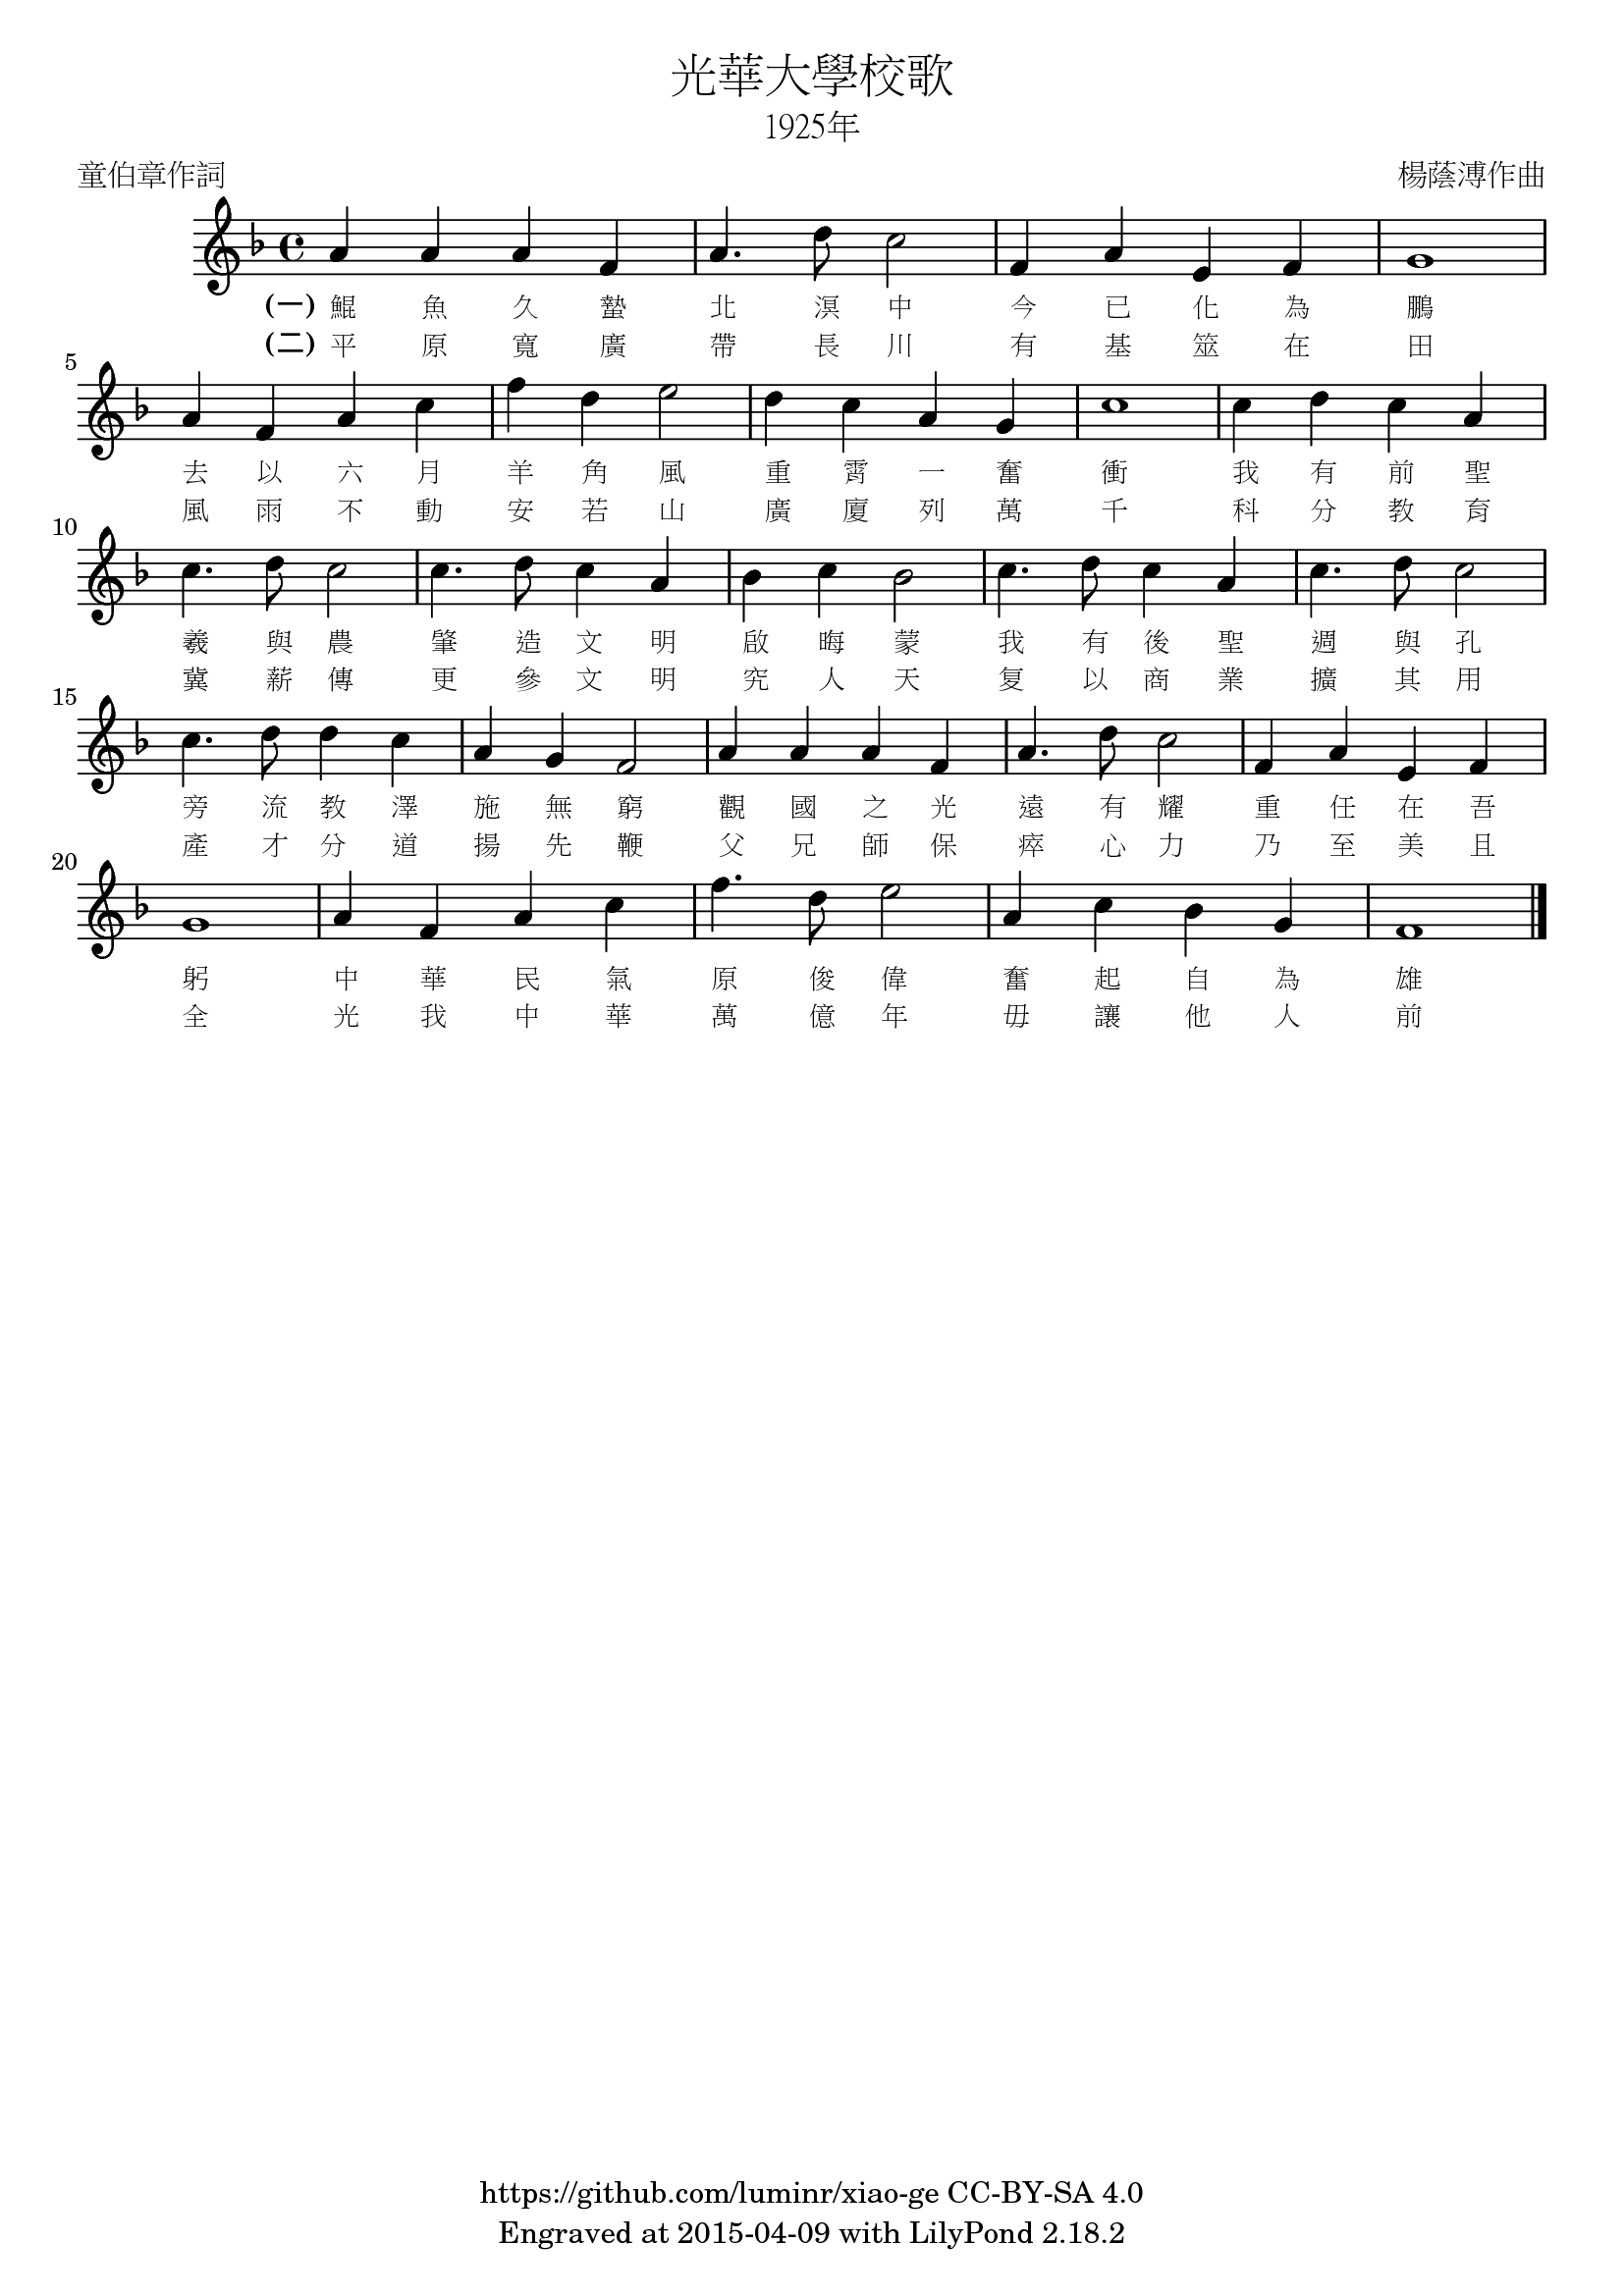 光華大學校歌
1925年
童伯章作詞
楊蔭溥作曲
(一) 鯤 魚 久 蟄 北 溟 中 今 已 化 為 鵬
(二) 平 原 寬 廣 帶 長 川 有 基 筮 在 田
5
去 以 六 月 羊 角 風 重 霄 一 奮 衝 我 有 前 聖
風 雨 不 動 安 若 山 廣 廈 列 萬 千 科 分 教 育
10
羲 與 農 肇 造 文 明 啟 晦 蒙 我 有 後 聖 週 與 孔
冀 薪 傳 更 參 文 明 究 人 天 复 以 商 業 擴 其 用
15
旁 流 教 澤 施 無 窮 觀 國 之 光 遠 有 耀 重 任 在 吾
產 才 分 道 揚 先 鞭 父 兄 師 保 瘁 心 力 乃 至 美 且
20
躬 中 華 民 氣 原 俊 偉 奮 起 自 為 雄
全 光 我 中 華 萬 億 年 毋 讓 他 人 前
https://github.com/luminr/xiao-ge CC-BY-SA 4.0
Engraved at 2015-04-09 with LilyPond 2.18.2